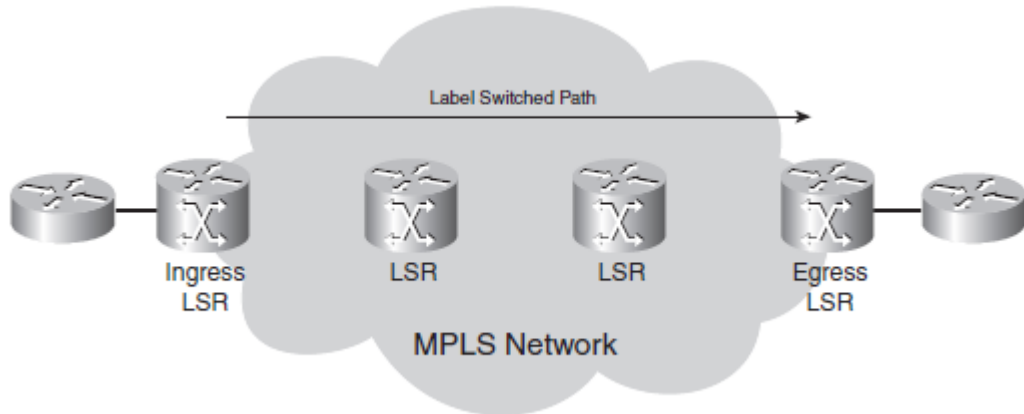 Label Switched Path
Ingress
LSR
LSR
LSR
Egress
LSR
MPLS Network